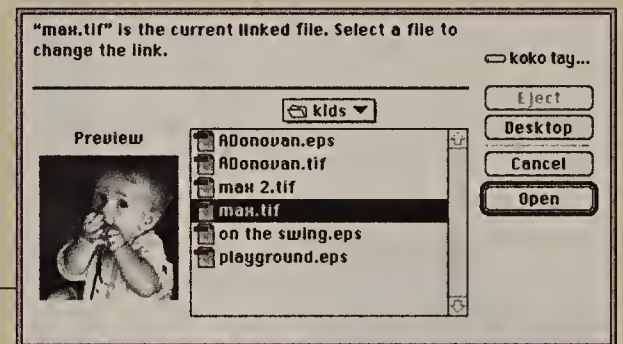 “max.tif” is the current linked file. Select a file to
change the link.
koko tay...
kids
Eject
Desktop
Cancel
Open
Preview
ADonovan.eps
ADonovan.tif
max 2.tif
max.tif
on the swing.eps
playground.eps